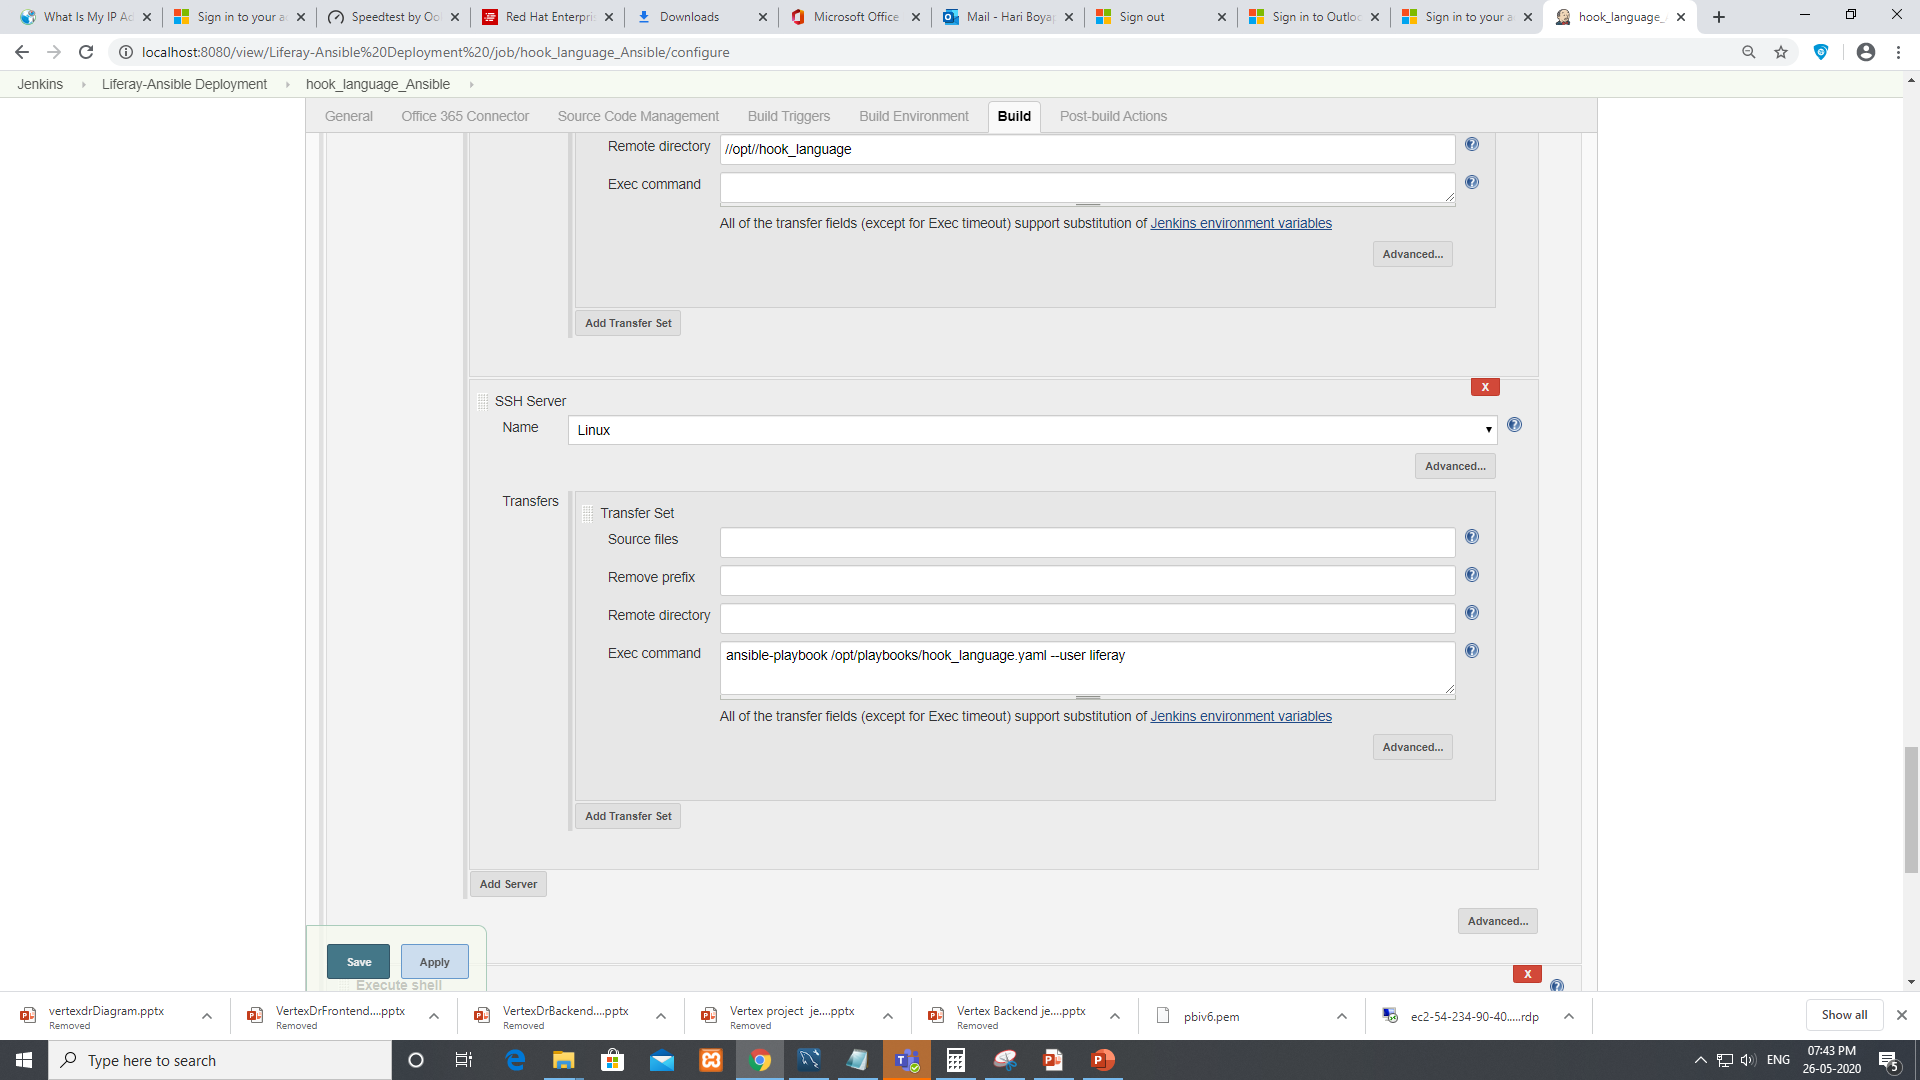 What Is My IP Ad
Sign in to your a
Speedtest by Oo
Red Hat Enterpri
Downloads
Microsoft Office
Mail - Hari Boya
Sign out
Sign in to Outlo
Sign in to your a
hook_language_
localhost:8080/view/Liferay-Ansible%20Deployment%20/job/hook_language_Ansible/configure
Jenkins
Liferay-Ansible Deployment
hook_language_Ansible
General
Office 365 Connector
Source Code Management
Build Triggers
Build Environment
Build
Post-build Actions
Remote directory
//opt//hook_language
Exec command
All of the transfer fields (except for Exec timeout) support substitution of Jenkins environment variables
Advanced...
Add Transfer Set
X
SSH Server
Name
Linux
Advanced...
Transfers
Transfer Set
Source files
Remove prefix
Remote directory
Exec command
ansible-playbook /opt/playbooks/hook_language.yaml --user liferay
All of the transfer fields (except for Exec timeout) support substitution of Jenkins environment variables
Advanced...
Add Transfer Set
Add Server
Advanced...
Save
Apply
X
Execute shell
vertexdrDiagram.pptx
Removed
VertexDrFrontend....pptx
Removed
VertexDrBackend....pptx
Removed
Vertex project je....pptx
Removed
Vertex Backend je....pptx
Removed
pbiv6.pem
ec2-54-234-90-40.....rdp
Show all
Type here to search
ENG
07:43 PM
26-05-2020
5